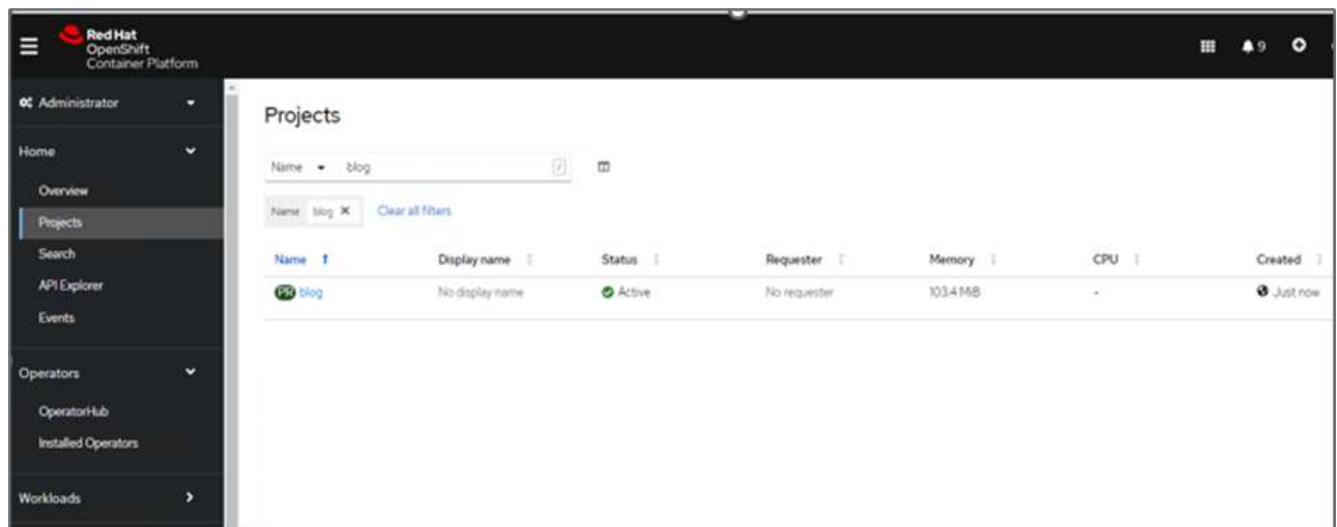 Red Hat
OpenShift
Container Platform
9
Administrator
Home
Overview
Projects
Search
API Explorer
Events
Operators
OperatorHub
Installed Operators
Workloads
Projects
Name blog /
Name blog Clear all filters
Name Display name Status Requester Memory CPU Created
PR blog No display name Active No requester 103.4 MiB - Just now